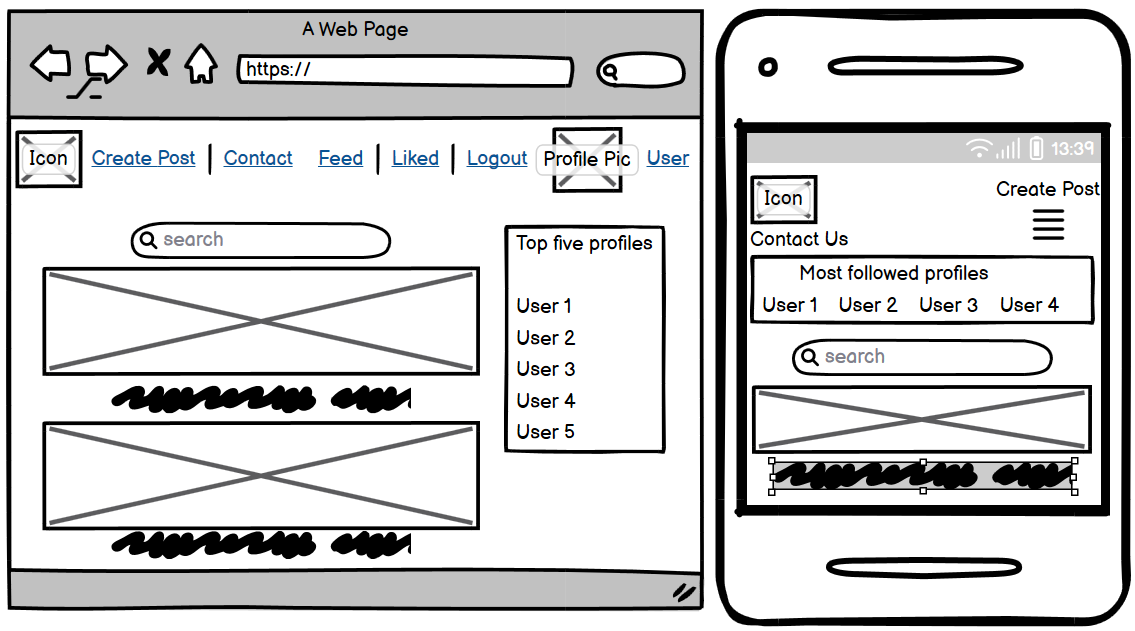 A Web Page
https://
Icon Create Post Contact Feed Liked Logout Profile Pic User
search
Top five profiles
User 1
User 2
User 3
User 4
User 5
13:39
Icon
Create Post
Contact Us
Most followed profiles
User 1 User 2 User 3 User 4
search